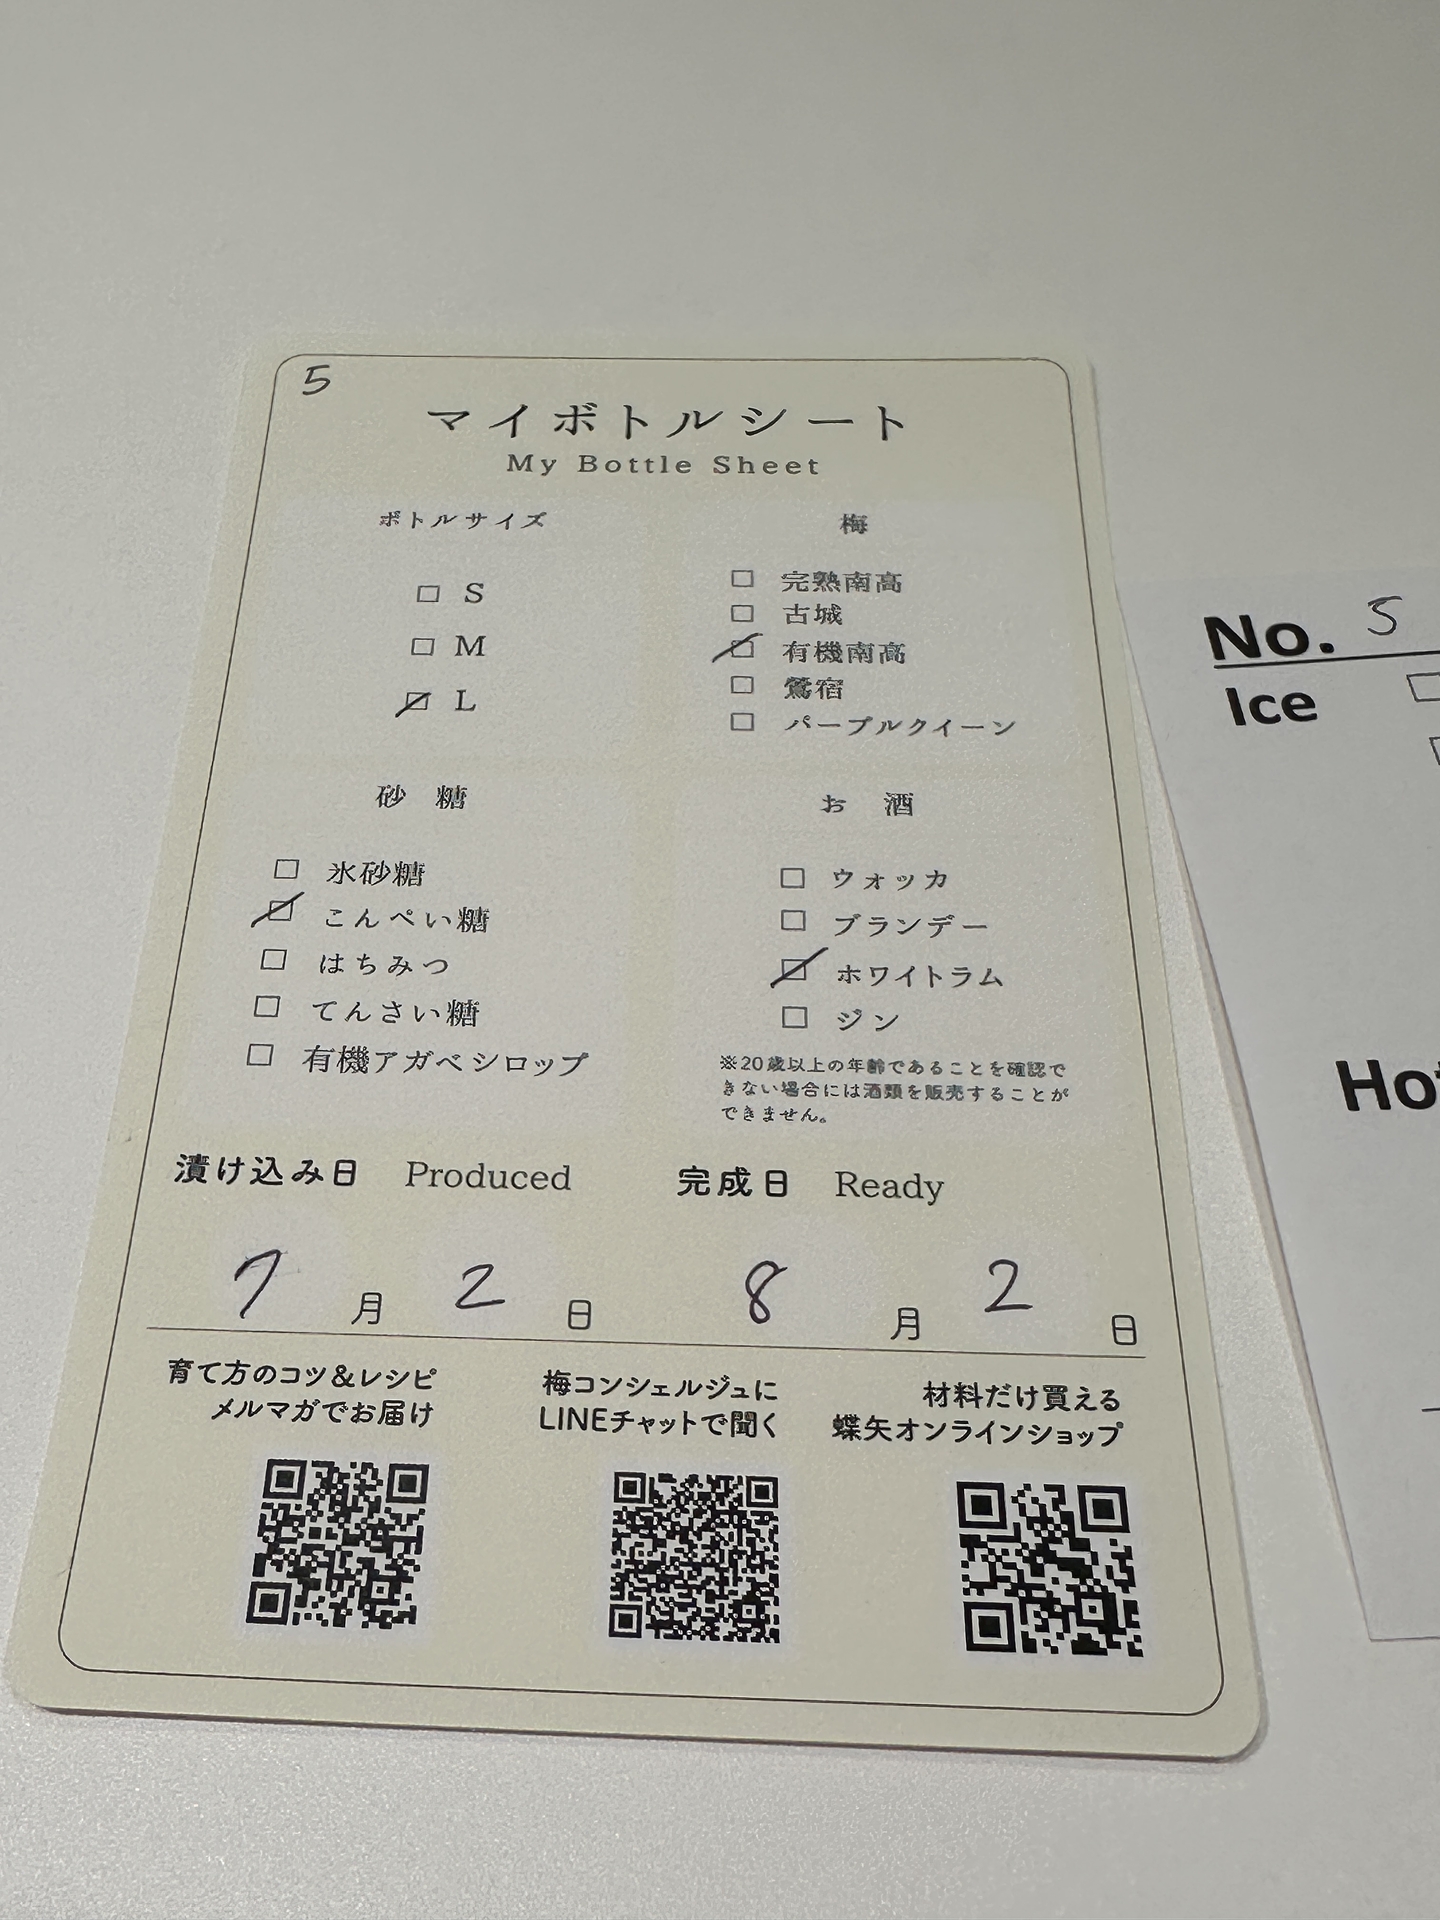 5
マイボトルシート
My Bottle Sheet
ボトルサイズ
□ S
□ M
☑ L
梅
□ 完熟南高
□ 古城
☑ 有機南高
□ 鶯宿
□ パープルクイーン
砂 糖
□ 氷砂糖
☑ こんぺい糖
□ はちみつ
□ てんさい糖
□ 有機アガベシロップ
お 酒
□ ウォッカ
□ ブランデー
☑ ホワイトラム
□ ジン
※20歳以上の年齢であることを確認で
きない場合には酒類を販売することが
できません。
漬け込み日 Produced
7月2日
完成日 Ready
8月2日
育て方のコツ&レシピ
メルマガでお届け
梅コンシェルジュに
LINEチャットで聞く
材料だけ買える
蝶矢オンラインショップ
No. 5
Ice